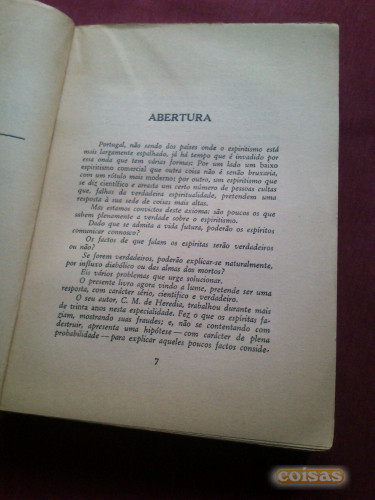 ABERTURA
Portugal, não sendo dos países onde o espiritismo está
mais largamente espalhado, já há tempo que é invadido por
essa onda que tem várias formas: Por um lado um baixo
espiritismo comercial que outra coisa não é senão bruxaria,
com um rótulo mais moderno; por outro, um espiritismo que
se diz científico e arrasta um certo número de pessoas cultas
que, falhas da verdadeira espiritualidade, pretendem uma
resposta à sua sede de coisas mais altas.
Mas estamos convictos deste axioma: são poucos os que
sabem plenamente a verdade sobre o espiritismo.
Dado que se admita a vida futura, poderão os espíritos
comunicar connosco?
Os factos de que falam os espíritas serão verdadeiros
ou não?
Se forem verdadeiros, poderão explicar-se naturalmente,
por influxo diabólico ou das almas dos mortos?
Eis vários problemas que urge solucionar.
O presente livro agora vindo a lume, pretende ser uma
resposta, com carácter sério, científico e verdadeiro.
O seu autor, C. M. de Heredia, trabalhou durante mais
de trinta anos nesta especialidade. Fez o que os espíritas fa-
ziam, mostrando suas fraudes; e, não se contentando com
destruir, apresenta uma hipótese — com carácter de plena
probabilidade — para explicar aqueles poucos factos conside-
7
coisas